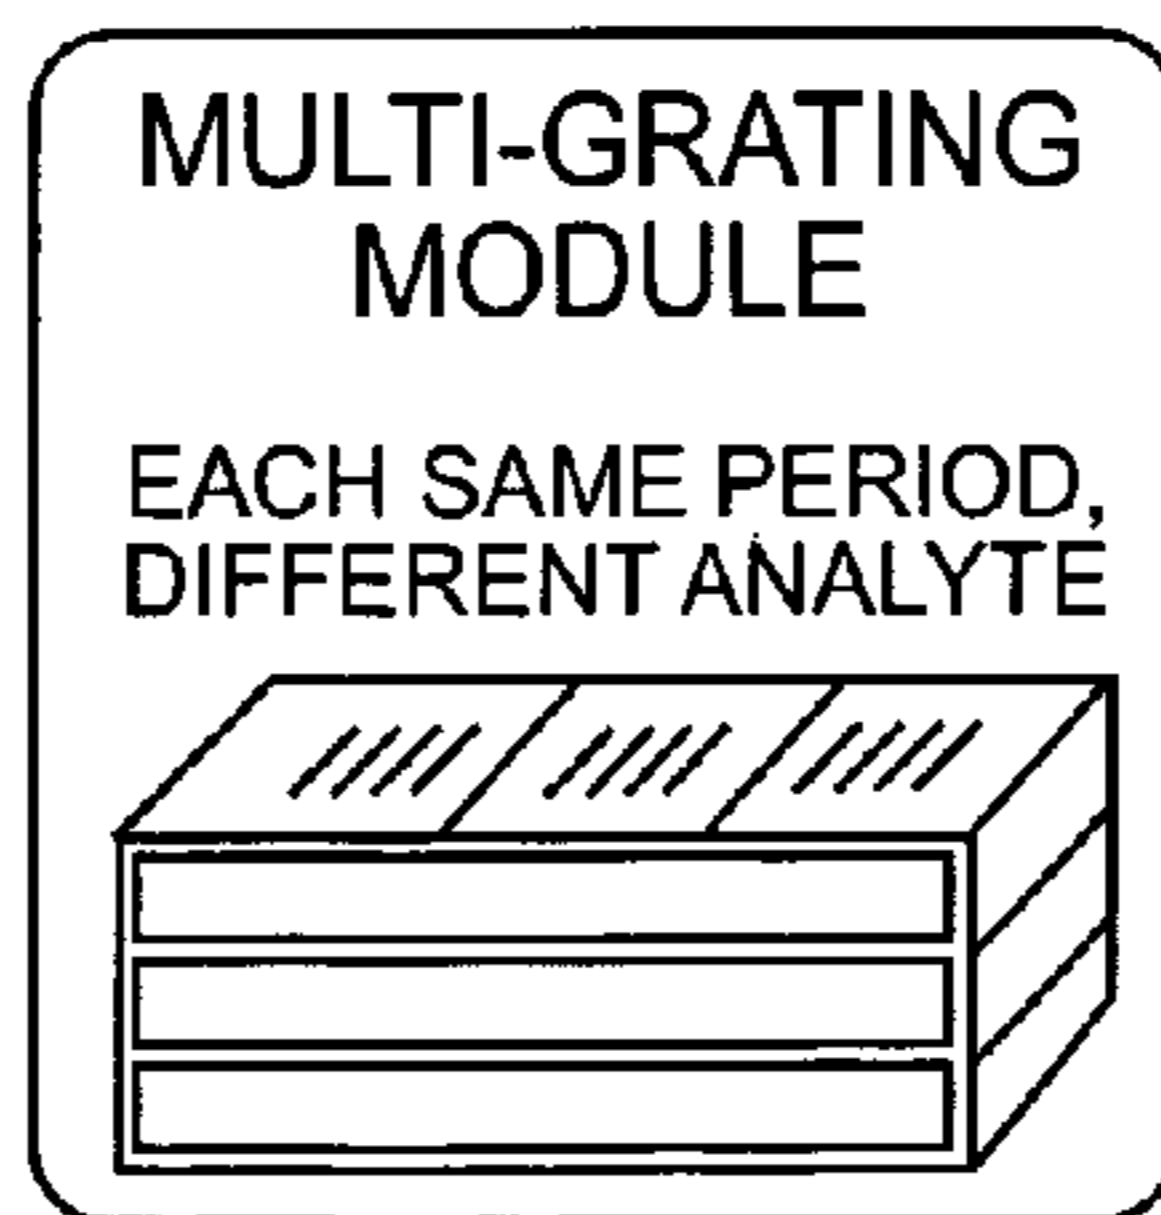 MULTI-GRATING
MODULE
EACH SAME PERIOD,
DIFFERENT ANALYTE